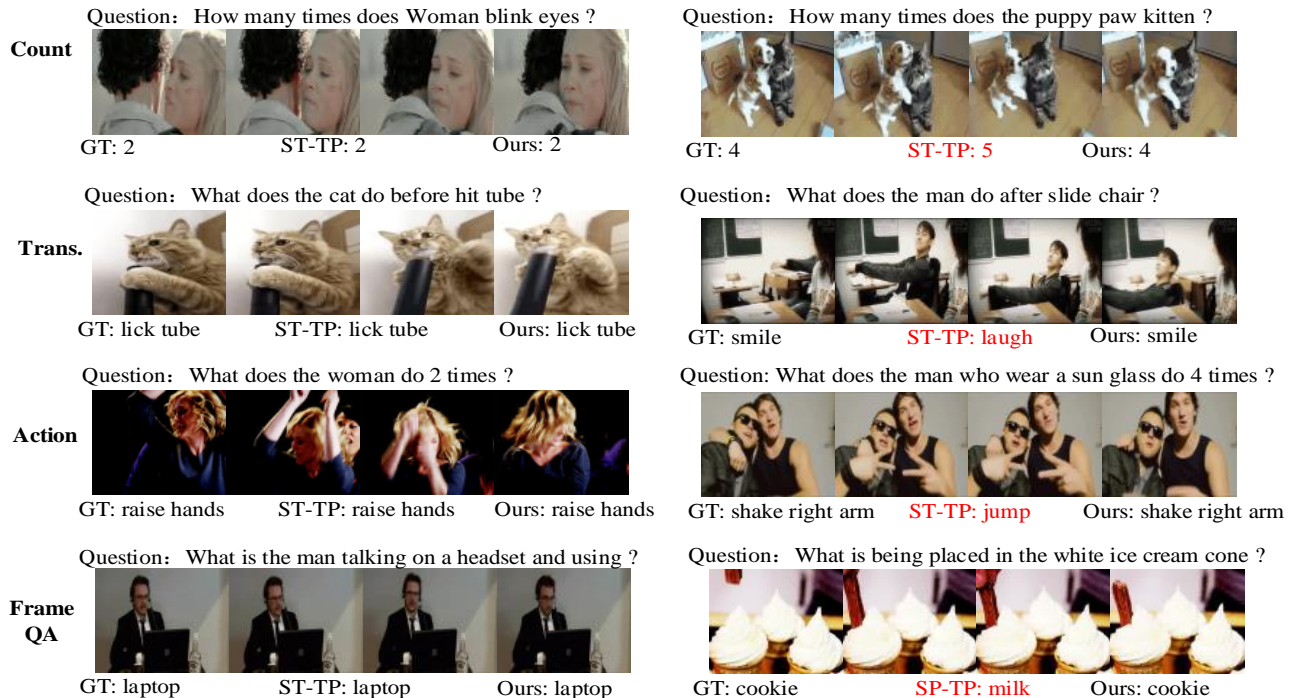 Question： How many times does Woman blink eyes ?
Question： How many times does the puppy paw kitten ?
Count
GT: 2 ST-TP: 2 Ours: 2
GT: 4 ST-TP: 5 Ours: 4
Question： What does the cat do before hit tube ?
Question： What does the man do after slide chair ?
Trans.
GT: lick tube ST-TP: lick tube Ours: lick tube
GT: smile ST-TP: laugh Ours: smile
Question： What does the woman do 2 times ?
Question: What does the man who wear a sun glass do 4 times ?
Action
GT: raise hands ST-TP: raise hands Ours: raise hands
GT: shake right arm ST-TP: jump Ours: shake right arm
Question： What is the man talking on a headset and using ?
Question： What is being placed in the white ice cream cone ?
Frame
QA
GT: laptop ST-TP: laptop Ours: laptop
GT: cookie SP-TP: milk Ours: cookie